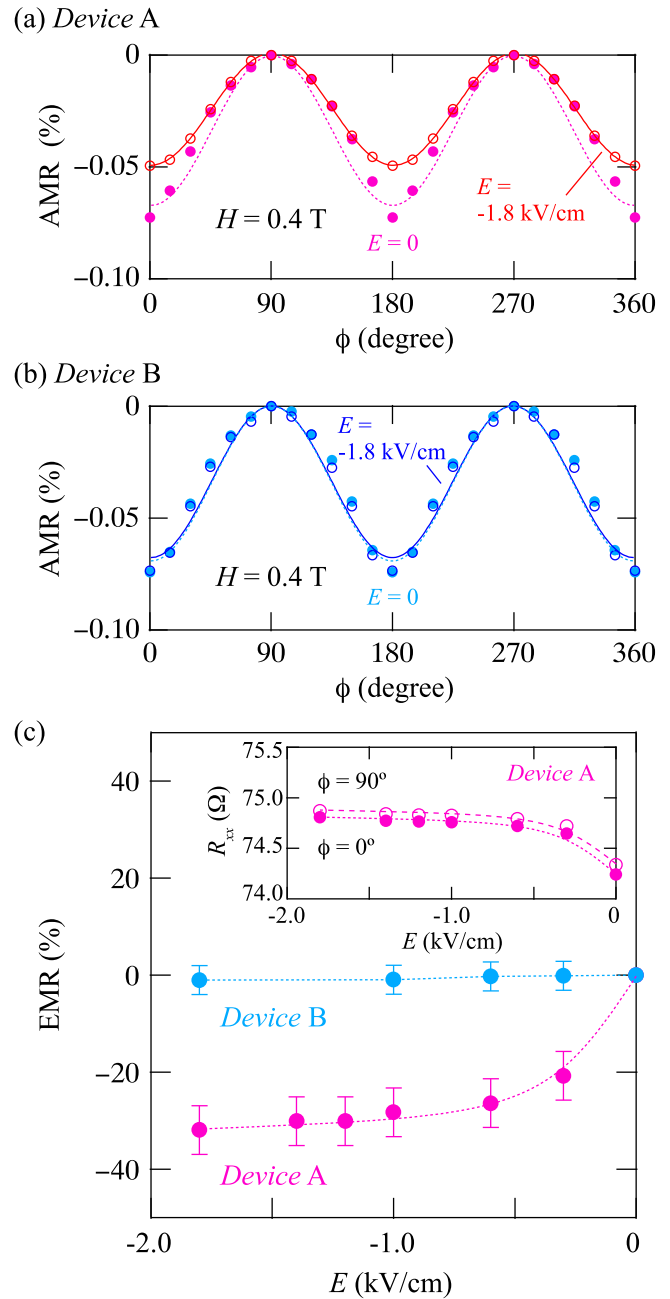 (a) Device A
0
−0.05
−0.10
AMR (%)
H = 0.4 T
E = 0
E =
-1.8 kV/cm
0 90 180 270 360
ϕ (degree)
(b) Device B
0
−0.05
−0.10
AMR (%)
E =
-1.8 kV/cm
H = 0.4 T
E = 0
0 90 180 270 360
ϕ (degree)
(c)
40
20
0
−20
−40
EMR (%)
75.5
75.0
74.5
74.0
Rxx (Ω)
ϕ = 90º
Device A
ϕ = 0º
-2.0 -1.0 0
E (kV/cm)
Device B
Device A
-2.0 -1.0 0
E (kV/cm)